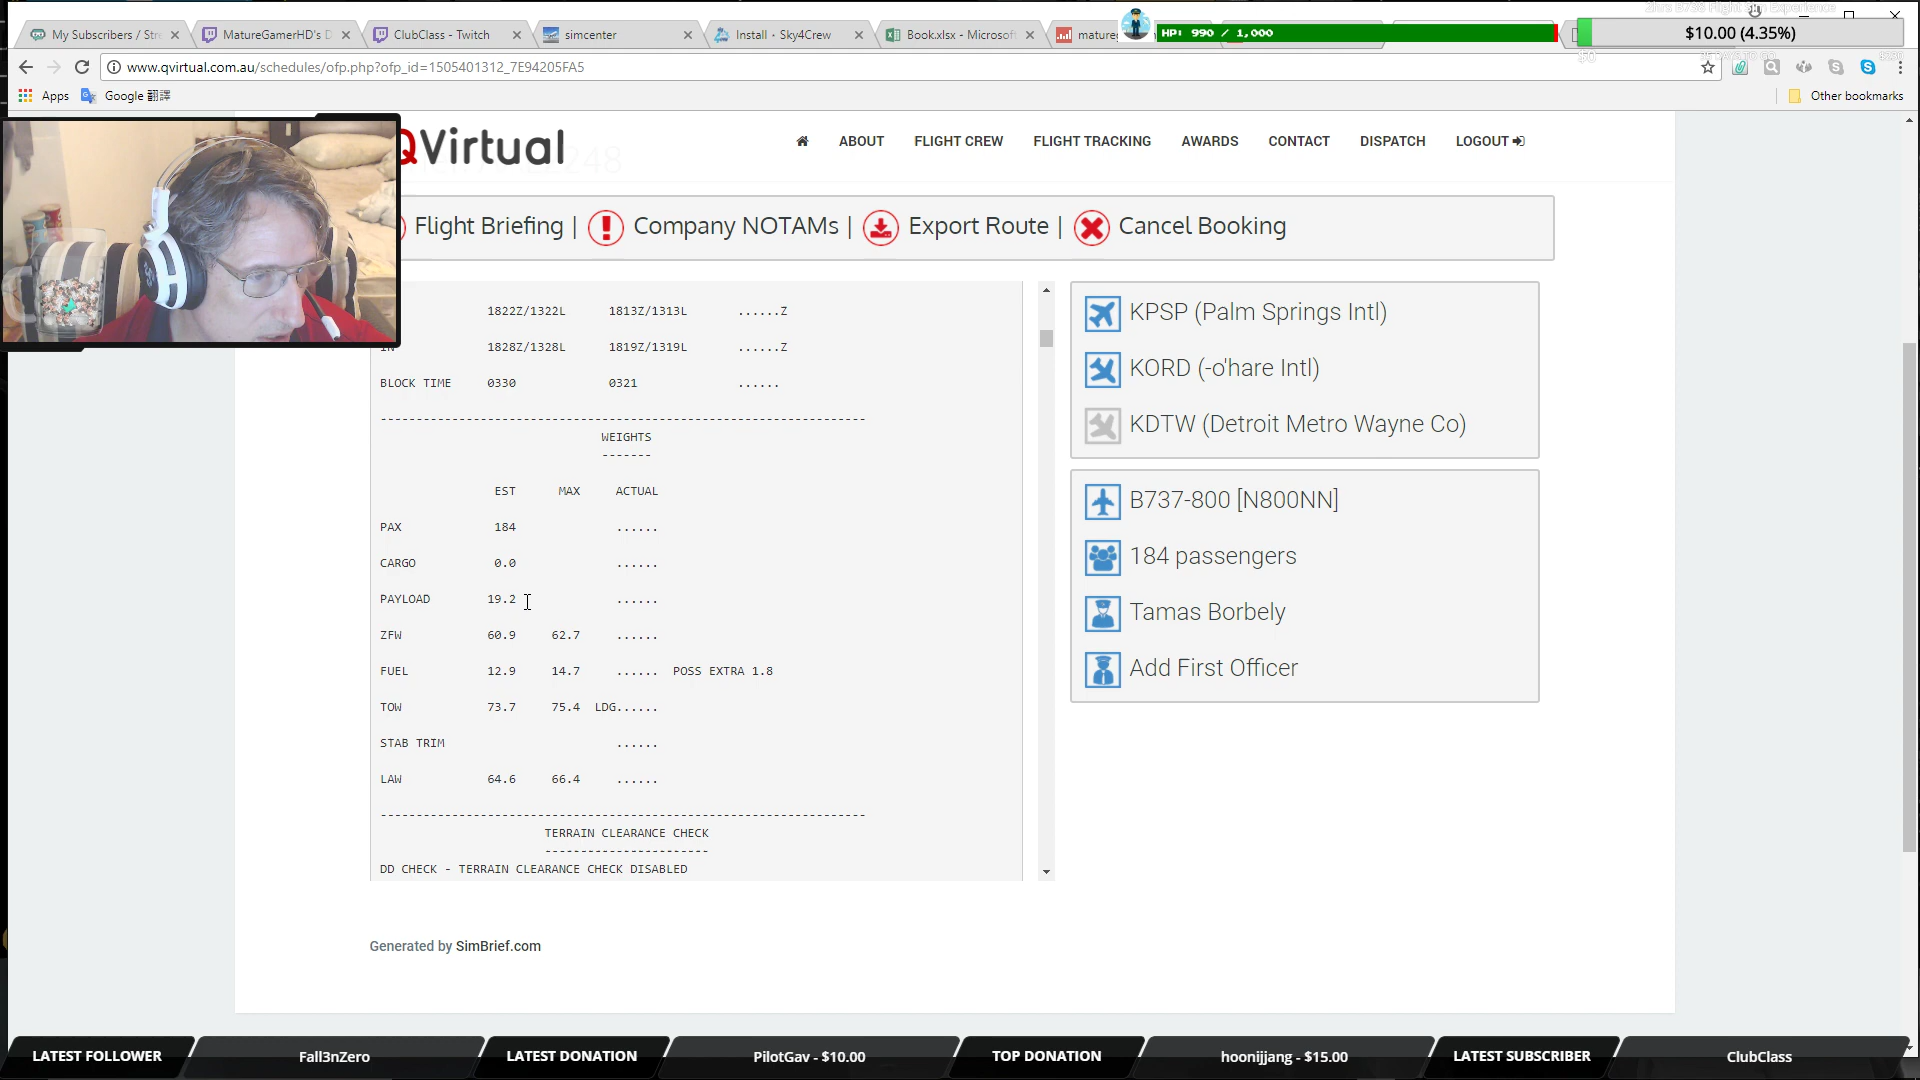 My Subscribers / Stre
MatureGamerHD's D
ClubClass - Twitch
simcenter
Install · Sky4Crew
Book.xlsx - Microsoft
matureg
HP: 990 / 1,000
$10.00 (4.35%)
www.qvirtual.com.au/schedules/ofp.php?ofp_id=1505401312_7E94205FA5
Apps
Google 翻譯
Other bookmarks
QVirtual
ABOUT
FLIGHT CREW
FLIGHT TRACKING
AWARDS
CONTACT
DISPATCH
LOGOUT
Flight Briefing | Company NOTAMs | Export Route | Cancel Booking
1822Z/1322L 1813Z/1313L ......Z
IN 1828Z/1328L 1819Z/1319L ......Z
BLOCK TIME 0330 0321 ......
--------------------------------------------------------------------
WEIGHTS
-------
EST MAX ACTUAL
PAX 184 ......
CARGO 0.0 ......
PAYLOAD 19.2 ......
ZFW 60.9 62.7 ......
FUEL 12.9 14.7 ...... POSS EXTRA 1.8
TOW 73.7 75.4 LDG......
STAB TRIM ......
LAW 64.6 66.4 ......
--------------------------------------------------------------------
TERRAIN CLEARANCE CHECK
-----------------------
DD CHECK - TERRAIN CLEARANCE CHECK DISABLED
KPSP (Palm Springs Intl)
KORD (-o'hare Intl)
KDTW (Detroit Metro Wayne Co)
B737-800 [N800NN]
184 passengers
Tamas Borbely
Add First Officer
Generated by SimBrief.com
LATEST FOLLOWER
Fall3nZero
LATEST DONATION
PilotGav - $10.00
TOP DONATION
hoonijjang - $15.00
LATEST SUBSCRIBER
ClubClass